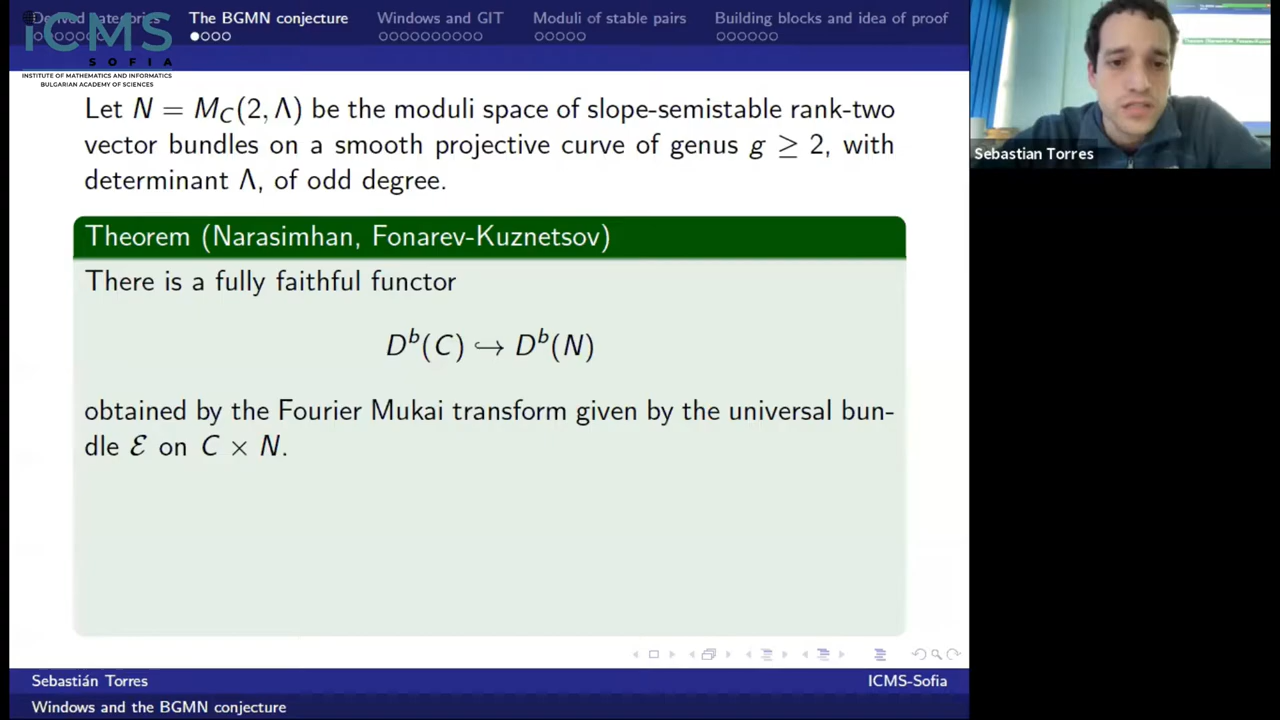 Derived categories
The BGMN conjecture
Windows and GIT
Moduli of stable pairs
Building blocks and idea of proof
iCMS
SOFIA
INSTITUTE OF MATHEMATICS AND INFORMATICS
BULGARIAN ACADEMY OF SCIENCES
Let N = M_C(2, Λ) be the moduli space of slope-semistable rank-two
vector bundles on a smooth projective curve of genus g ≥ 2, with
determinant Λ, of odd degree.
Theorem (Narasimhan, Fonarev-Kuznetsov)
There is a fully faithful functor
D^b(C) ↪ D^b(N)
obtained by the Fourier Mukai transform given by the universal bun-
dle ℰ on C × N.
Sebastián Torres
ICMS-Sofia
Windows and the BGMN conjecture
Sebastian Torres